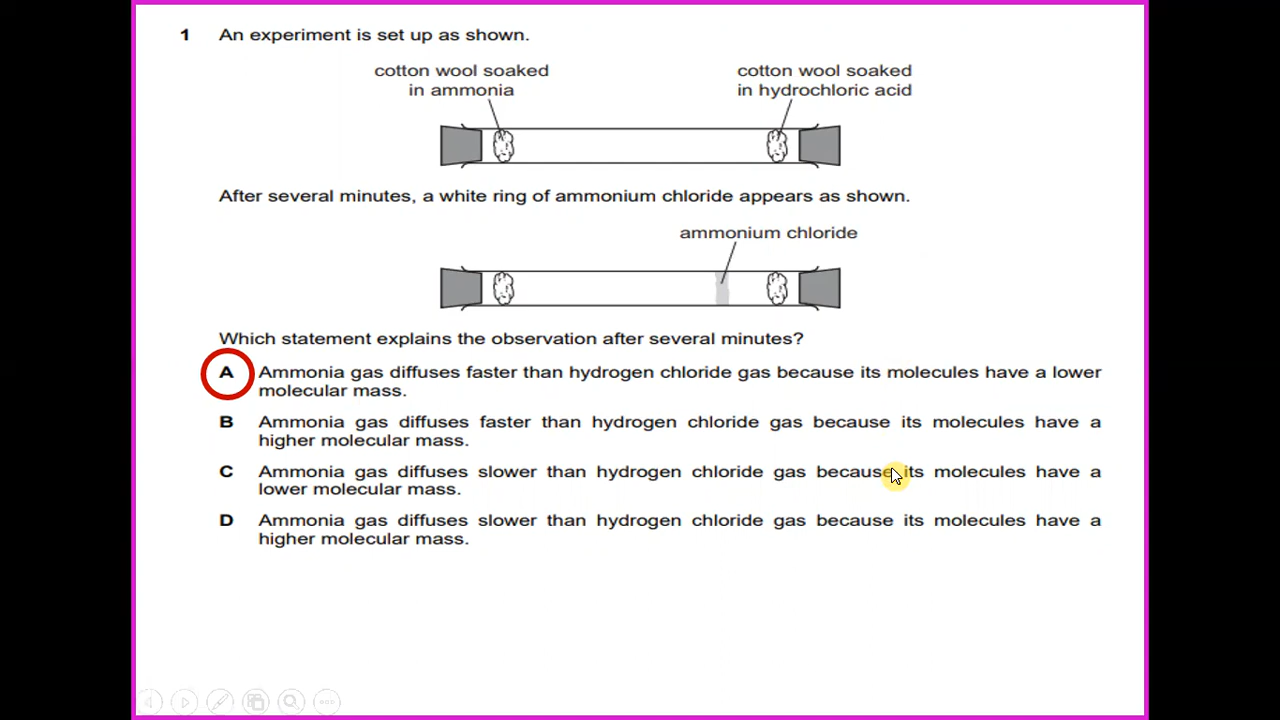 1 An experiment is set up as shown.
cotton wool soaked
in ammonia
cotton wool soaked
in hydrochloric acid
After several minutes, a white ring of ammonium chloride appears as shown.
ammonium chloride
Which statement explains the observation after several minutes?
A Ammonia gas diffuses faster than hydrogen chloride gas because its molecules have a lower
molecular mass.
B Ammonia gas diffuses faster than hydrogen chloride gas because its molecules have a
higher molecular mass.
C Ammonia gas diffuses slower than hydrogen chloride gas because its molecules have a
lower molecular mass.
D Ammonia gas diffuses slower than hydrogen chloride gas because its molecules have a
higher molecular mass.